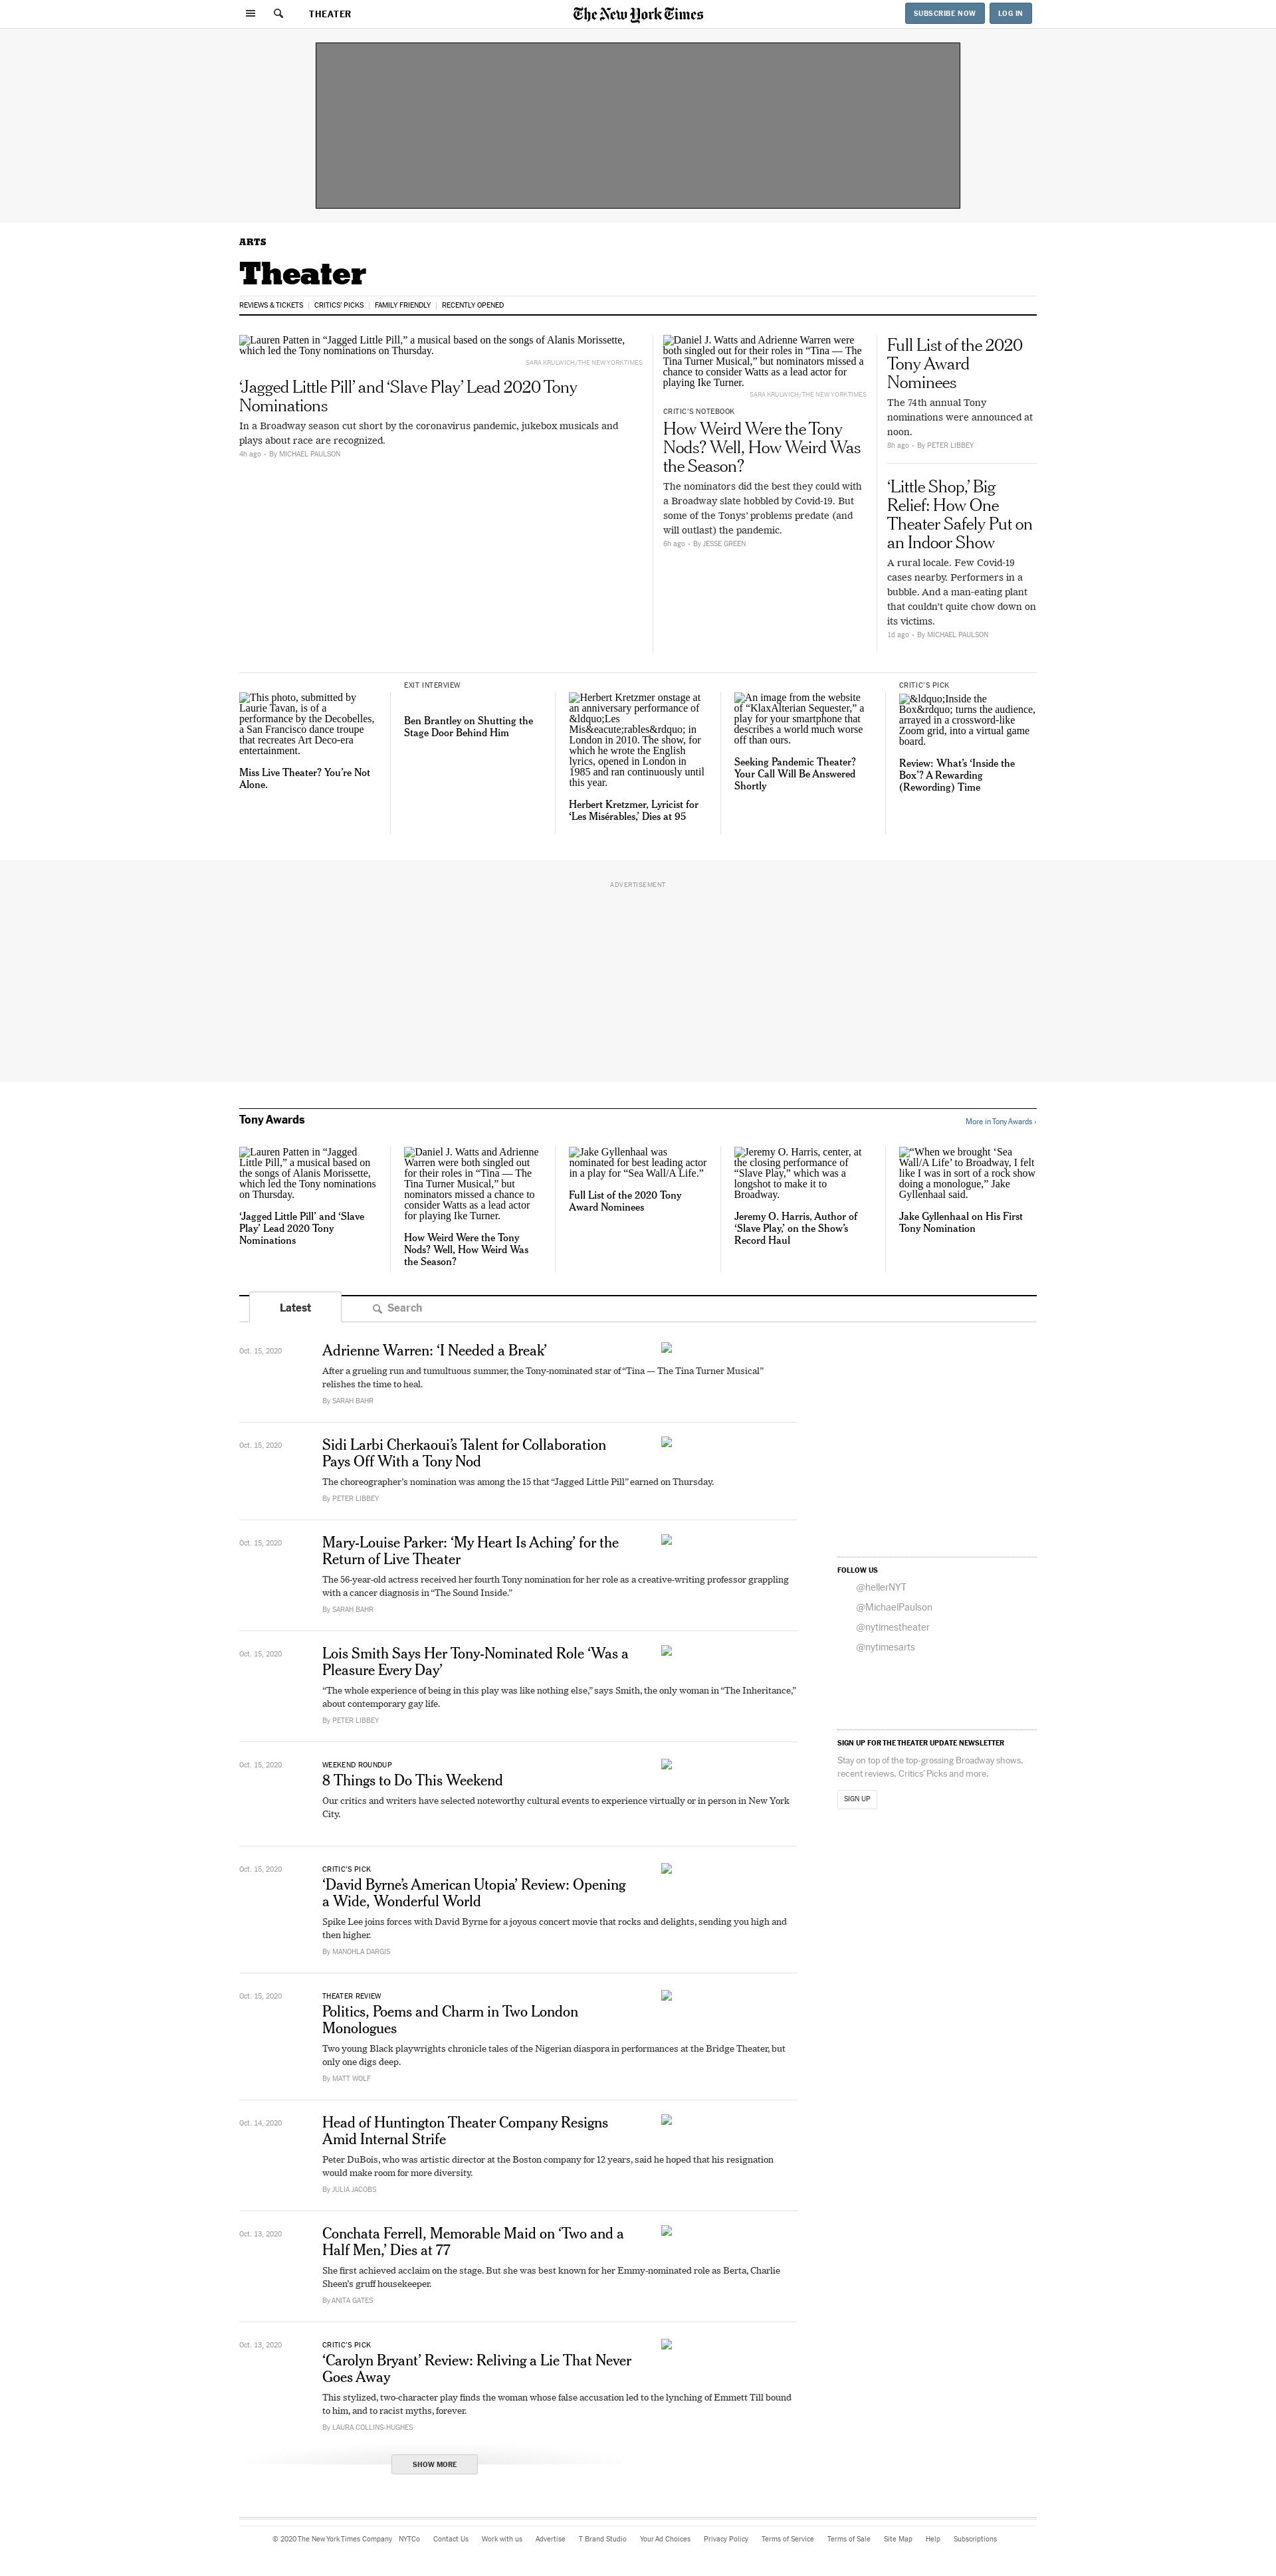 THEATER
The New York Times
SUBSCRIBE NOW
LOG IN
ARTS
Theater
REVIEWS & TICKETS
CRITICS' PICKS
FAMILY FRIENDLY
RECENTLY OPENED
Lauren Patten in “Jagged Little Pill,” a musical based on the songs of Alanis Morissette,
which led the Tony nominations on Thursday.
SARA KRULWICH/THE NEW YORK TIMES
‘Jagged Little Pill’ and ‘Slave Play’ Lead 2020 Tony
Nominations
In a Broadway season cut short by the coronavirus pandemic, jukebox musicals and
plays about race are recognized.
4h ago • By MICHAEL PAULSON
Daniel J. Watts and Adrienne Warren were
both singled out for their roles in “Tina — The
Tina Turner Musical,” but nominators missed a
chance to consider Watts as a lead actor for
playing Ike Turner.
SARA KRULWICH/THE NEW YORK TIMES
CRITIC’S NOTEBOOK
How Weird Were the Tony
Nods? Well, How Weird Was
the Season?
The nominators did the best they could with
a Broadway slate hobbled by Covid-19. But
some of the Tonys’ problems predate (and
will outlast) the pandemic.
6h ago • By JESSE GREEN
Full List of the 2020
Tony Award
Nominees
The 74th annual Tony
nominations were announced at
noon.
8h ago • By PETER LIBBEY
‘Little Shop,’ Big
Relief: How One
Theater Safely Put on
an Indoor Show
A rural locale. Few Covid-19
cases nearby. Performers in a
bubble. And a man-eating plant
that couldn’t quite chow down on
its victims.
1d ago • By MICHAEL PAULSON
This photo, submitted by
Laurie Tavan, is of a
performance by the Decobelles,
a San Francisco dance troupe
that recreates Art Deco-era
entertainment.
Miss Live Theater? You’re Not
Alone.
EXIT INTERVIEW
Ben Brantley on Shutting the
Stage Door Behind Him
Herbert Kretzmer onstage at
an anniversary performance of
&ldquo;Les
Mis&eacute;rables&rdquo; in
London in 2010. The show, for
which he wrote the English
lyrics, opened in London in
1985 and ran continuously until
this year.
Herbert Kretzmer, Lyricist for
‘Les Misérables,’ Dies at 95
An image from the website
of “KlaxAlterian Sequester,” a
play for your smartphone that
describes a world much worse
off than ours.
Seeking Pandemic Theater?
Your Call Will Be Answered
Shortly
CRITIC’S PICK
&ldquo;Inside the
Box&rdquo; turns the audience,
arrayed in a crossword-like
Zoom grid, into a virtual game
board.
Review: What’s ‘Inside the
Box’? A Rewarding
(Rewording) Time
ADVERTISEMENT
Tony Awards
More in Tony Awards ›
Lauren Patten in “Jagged
Little Pill,” a musical based on
the songs of Alanis Morissette,
which led the Tony nominations
on Thursday.
‘Jagged Little Pill’ and ‘Slave
Play’ Lead 2020 Tony
Nominations
Daniel J. Watts and Adrienne
Warren were both singled out
for their roles in “Tina — The
Tina Turner Musical,” but
nominators missed a chance to
consider Watts as a lead actor
for playing Ike Turner.
How Weird Were the Tony
Nods? Well, How Weird Was
the Season?
Jake Gyllenhaal was
nominated for best leading actor
in a play for “Sea Wall/A Life.”
Full List of the 2020 Tony
Award Nominees
Jeremy O. Harris, center, at
the closing performance of
“Slave Play,” which was a
longshot to make it to
Broadway.
Jeremy O. Harris, Author of
‘Slave Play,’ on the Show’s
Record Haul
“When we brought ‘Sea
Wall/A Life’ to Broadway, I felt
like I was in sort of a rock show
as doing a monologue,” Jake
Gyllenhaal said.
Jake Gyllenhaal on His First
Tony Nomination
Latest
Search
Oct. 15, 2020
Adrienne Warren: ‘I Needed a Break’
After a grueling run and tumultuous summer, the Tony-nominated star of “Tina — The Tina Turner Musical”
relishes the time to heal.
By SARAH BAHR
Oct. 15, 2020
Sidi Larbi Cherkaoui’s Talent for Collaboration
Pays Off With a Tony Nod
The choreographer’s nomination was among the 15 that “Jagged Little Pill” earned on Thursday.
By PETER LIBBEY
Oct. 15, 2020
Mary-Louise Parker: ‘My Heart Is Aching’ for the
Return of Live Theater
The 56-year-old actress received her fourth Tony nomination for her role as a creative-writing professor grappling
with a cancer diagnosis in “The Sound Inside.”
By SARAH BAHR
Oct. 15, 2020
Lois Smith Says Her Tony-Nominated Role ‘Was a
Pleasure Every Day’
“The whole experience of being in this play was like nothing else,” says Smith, the only woman in “The Inheritance,”
about contemporary gay life.
By PETER LIBBEY
Oct. 15, 2020
WEEKEND ROUNDUP
8 Things to Do This Weekend
Our critics and writers have selected noteworthy cultural events to experience virtually or in person in New York
City.
Oct. 15, 2020
CRITIC’S PICK
‘David Byrne’s American Utopia’ Review: Opening
a Wide, Wonderful World
Spike Lee joins forces with David Byrne for a joyous concert movie that rocks and delights, sending you high and
then higher.
By MANOHLA DARGIS
Oct. 15, 2020
THEATER REVIEW
Politics, Poems and Charm in Two London
Monologues
Two young Black playwrights chronicle tales of the Nigerian diaspora in performances at the Bridge Theater, but
only one digs deep.
By MATT WOLF
Oct. 14, 2020
Head of Huntington Theater Company Resigns
Amid Internal Strife
Peter DuBois, who was artistic director at the Boston company for 12 years, said he hoped that his resignation
would make room for more diversity.
By JULIA JACOBS
Oct. 13, 2020
Conchata Ferrell, Memorable Maid on ‘Two and a
Half Men,’ Dies at 77
She first achieved acclaim on the stage. But she was best known for her Emmy-nominated role as Berta, Charlie
Sheen’s gruff housekeeper.
By ANITA GATES
Oct. 13, 2020
CRITIC’S PICK
‘Carolyn Bryant’ Review: Reliving a Lie That Never
Goes Away
This stylized, two-character play finds the woman whose false accusation led to the lynching of Emmett Till bound
to him, and to racist myths, forever.
By LAURA COLLINS-HUGHES
SHOW MORE
FOLLOW US
@hellerNYT
@MichaelPaulson
@nytimestheater
@nytimesarts
SIGN UP FOR THE THEATER UPDATE NEWSLETTER
Stay on top of the top-grossing Broadway shows,
recent reviews, Critics’ Picks and more.
SIGN UP
© 2020 The New York Times Company
NYTCo
Contact Us
Work with us
Advertise
T Brand Studio
Your Ad Choices
Privacy Policy
Terms of Service
Terms of Sale
Site Map
Help
Subscriptions